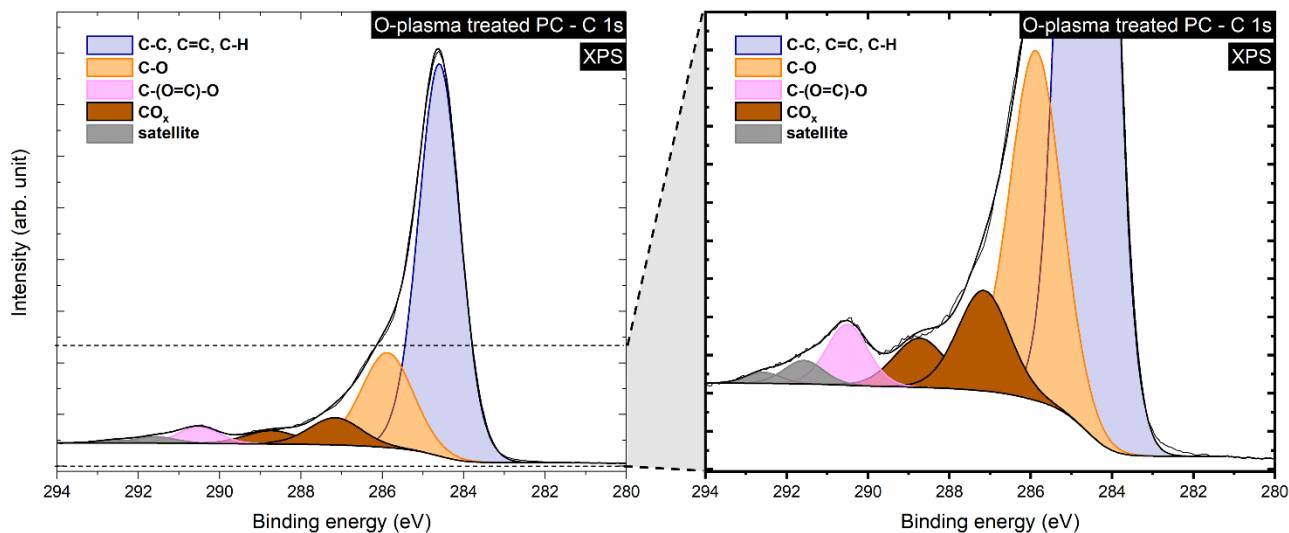 O-plasma treated PC - C 1s
XPS
C-C, C=C, C-H
C-O
C-(O=C)-O
COₓ
satellite
Intensity (arb. unit)
294 292 290 288 286 284 282 280
Binding energy (eV)
O-plasma treated PC - C 1s
XPS
C-C, C=C, C-H
C-O
C-(O=C)-O
COₓ
satellite
294 292 290 288 286 284 282 280
Binding energy (eV)